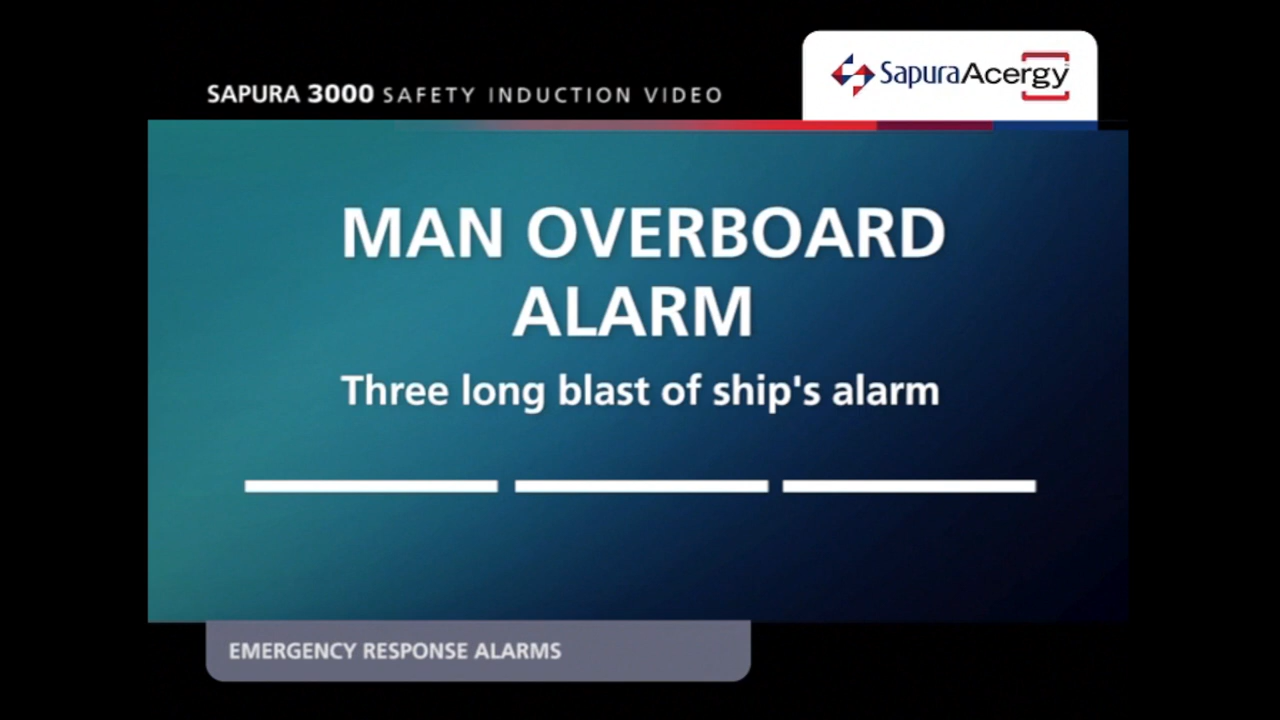 SAPURA 3000 SAFETY INDUCTION VIDEO
SapuraAcergy
MAN OVERBOARD
ALARM
Three long blast of ship's alarm
EMERGENCY RESPONSE ALARMS